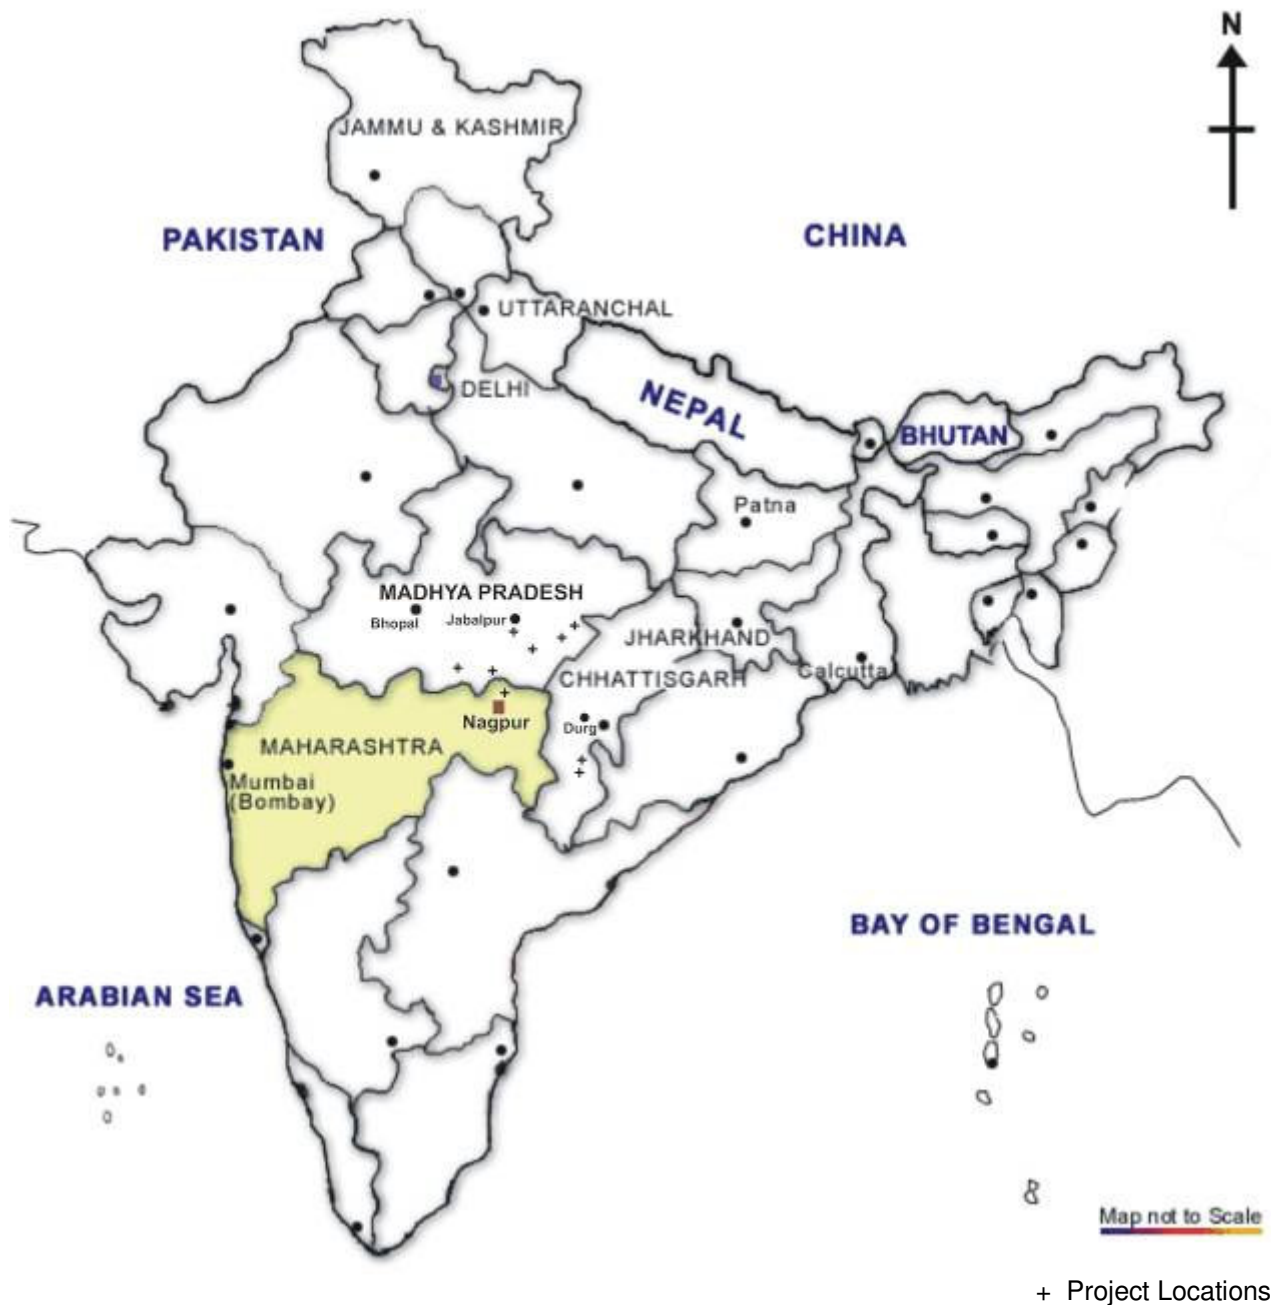 N
JAMMU & KASHMIR
PAKISTAN
CHINA
UTTARANCHAL
DELHI
NEPAL
BHUTAN
Patna
MADHYA PRADESH
Bhopal
Jabalpur
JHARKHAND
CHHATTISGARH
Calcutta
Nagpur
Durg
MAHARASHTRA
Mumbai
(Bombay)
BAY OF BENGAL
ARABIAN SEA
Map not to Scale
+ Project Locations